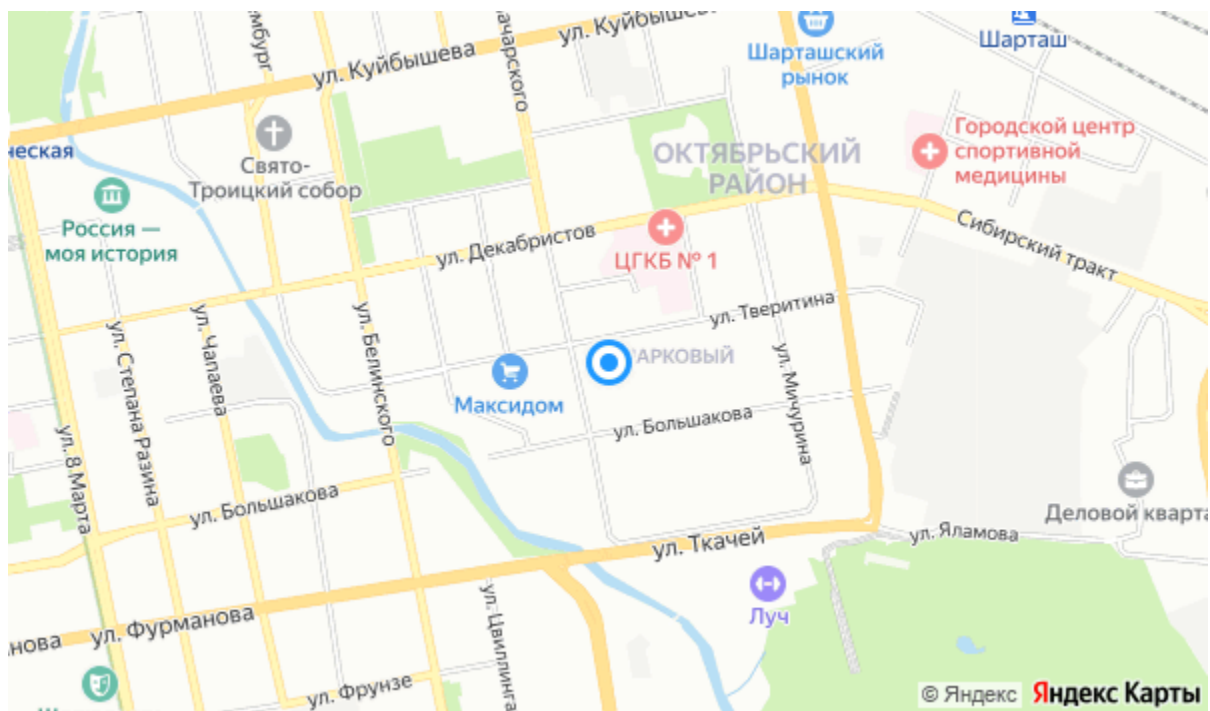 ул. Куйбышева
ул. Куйбышева
Шарташский
рынок
Шарташ
Городской центр
спортивной
медицины
ОКТЯБРЬСКИЙ
РАЙОН
Свято-
Троицкий собор
Россия —
моя история
ул. Декабристов
ЦГКБ № 1
Сибирский тракт
ул. Тверитина
АРКОВЫЙ
Максидом
ул. Большакова
ул. Мичурина
ул. Белинского
ул. Чапаева
ул. Степана Разина
ул. 8 Марта
ул. Большакова
Деловой кварта
ул. Яламова
ул. Ткачей
Луч
ул. Фурманова
ул. Цвиллинга
ул. Фрунзе
© Яндекс Яндекс Карты